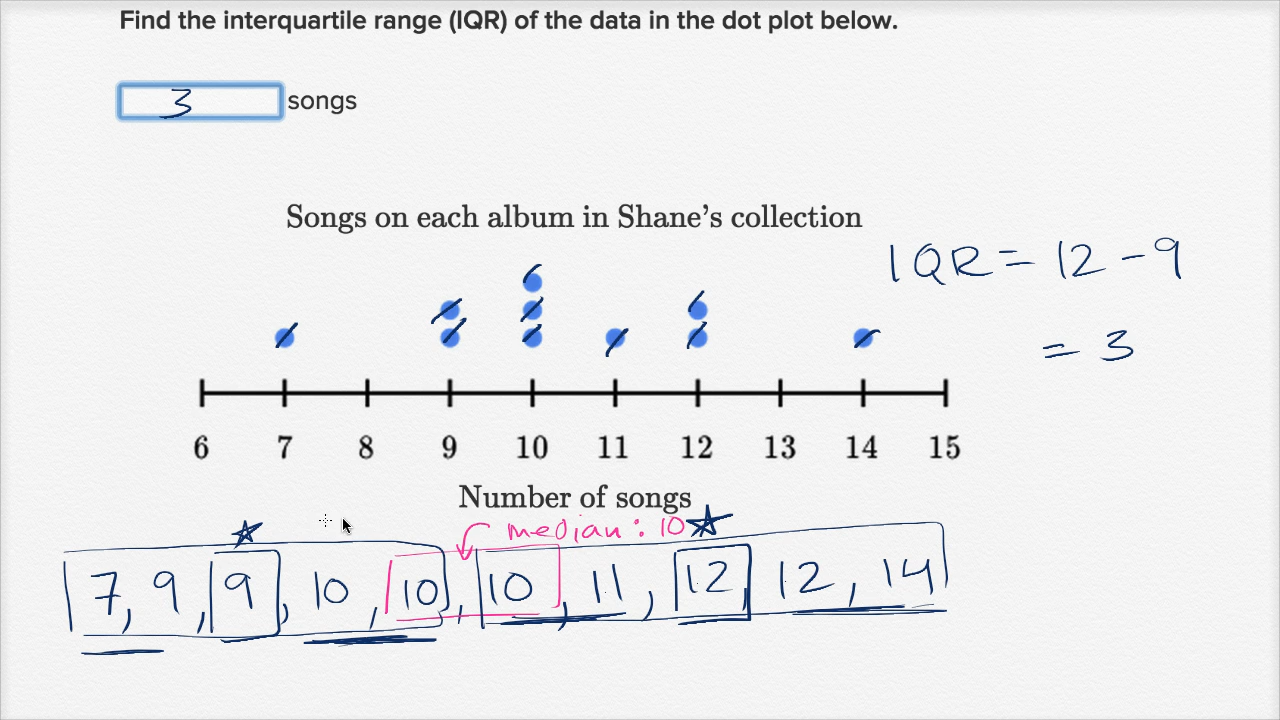 Find the interquartile range (IQR) of the data in the dot plot below.
3 songs
Songs on each album in Shane's collection
IQR = 12 - 9
= 3
6 7 8 9 10 11 12 13 14 15
Number of songs
median: 10
7, 9, 9, 10, 10, 10, 11, 12, 12, 14